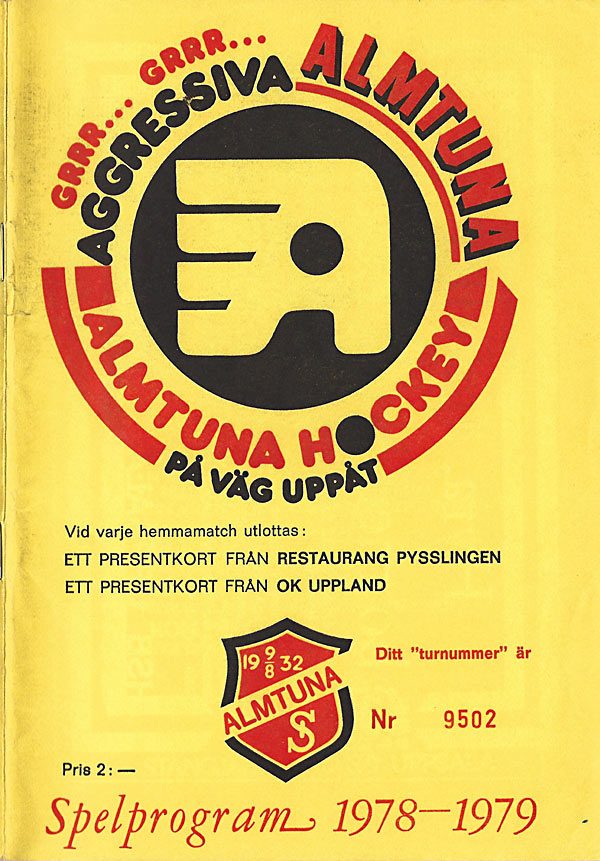 GRRR... GRRR...
AGGRESSIVA ALMTUNA
A
ALMTUNA HOCKEY
PÅ VÄG UPPÅT
Vid varje hemmamatch utlottas:
ETT PRESENTKORT FRÅN RESTAURANG PYSSLINGEN
ETT PRESENTKORT FRÅN OK UPPLAND
19 9/8 32
ALMTUNA
IS
Ditt "turnummer" är
Nr 9502
Pris 2:—
Spelprogram 1978—1979